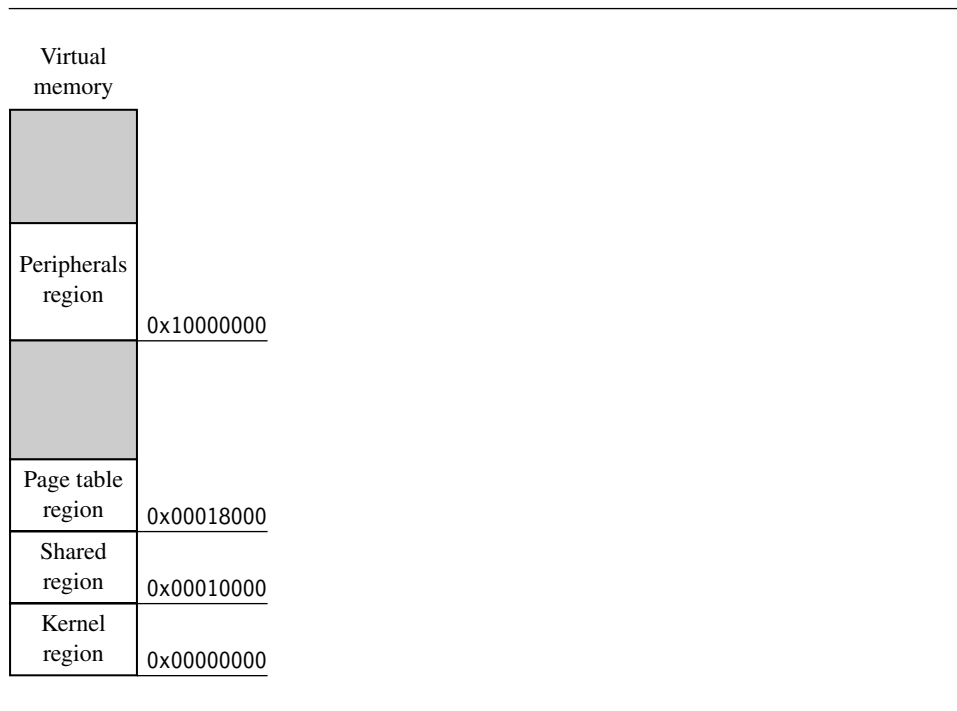 Virtual
memory
Peripherals
region
0x10000000
Page table
region
0x00018000
Shared
region
0x00010000
Kernel
region
0x00000000